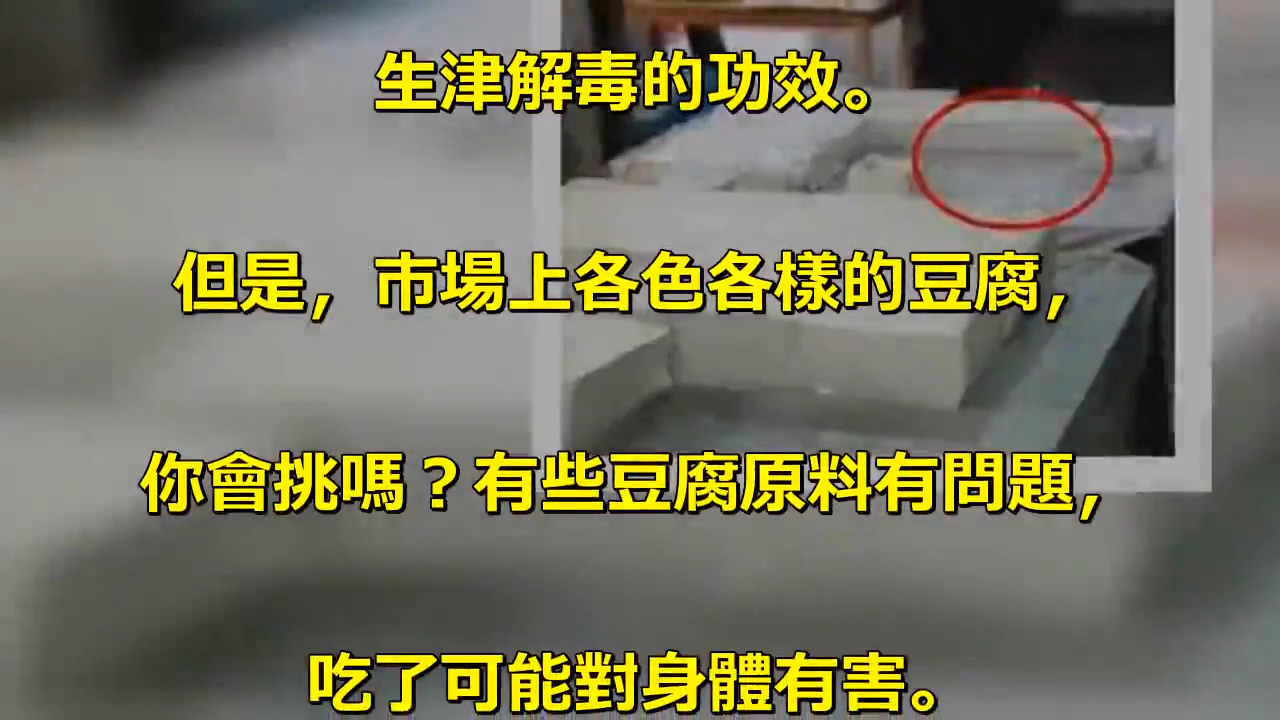 生津解毒的功效。
但是，市場上各色各樣的豆腐，
你會挑嗎？有些豆腐原料有問題，
吃了可能對身體有害。